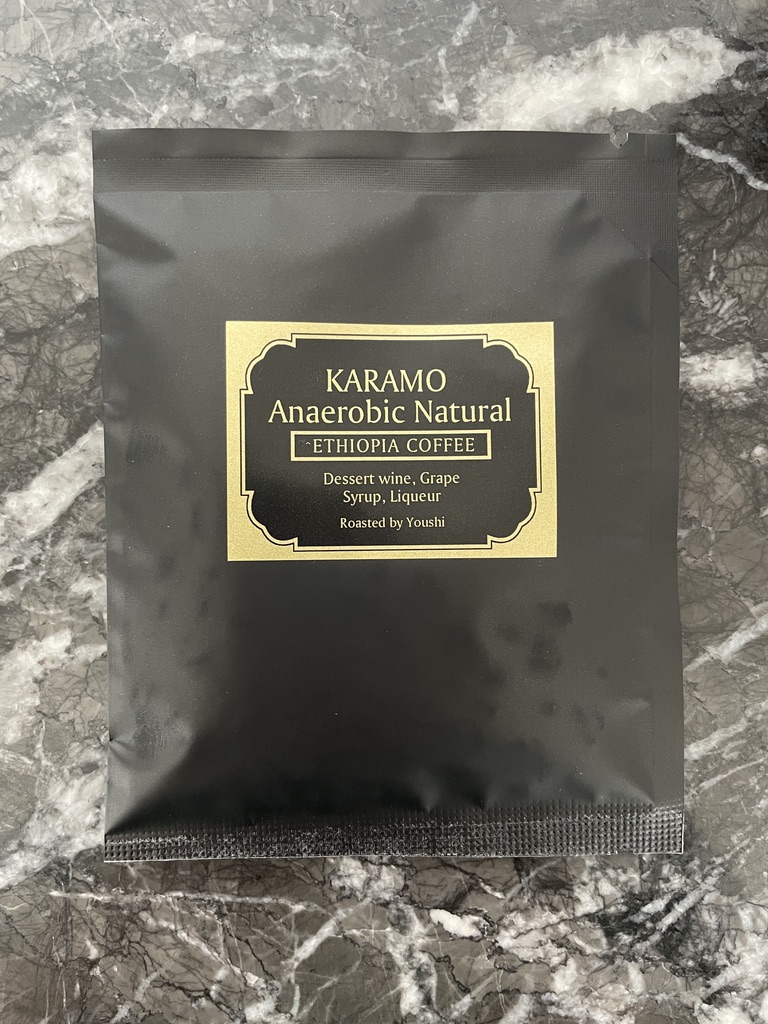 KARAMO
Anaerobic Natural
ETHIOPIA COFFEE
Dessert wine, Grape
Syrup, Liqueur
Roasted by Youshi